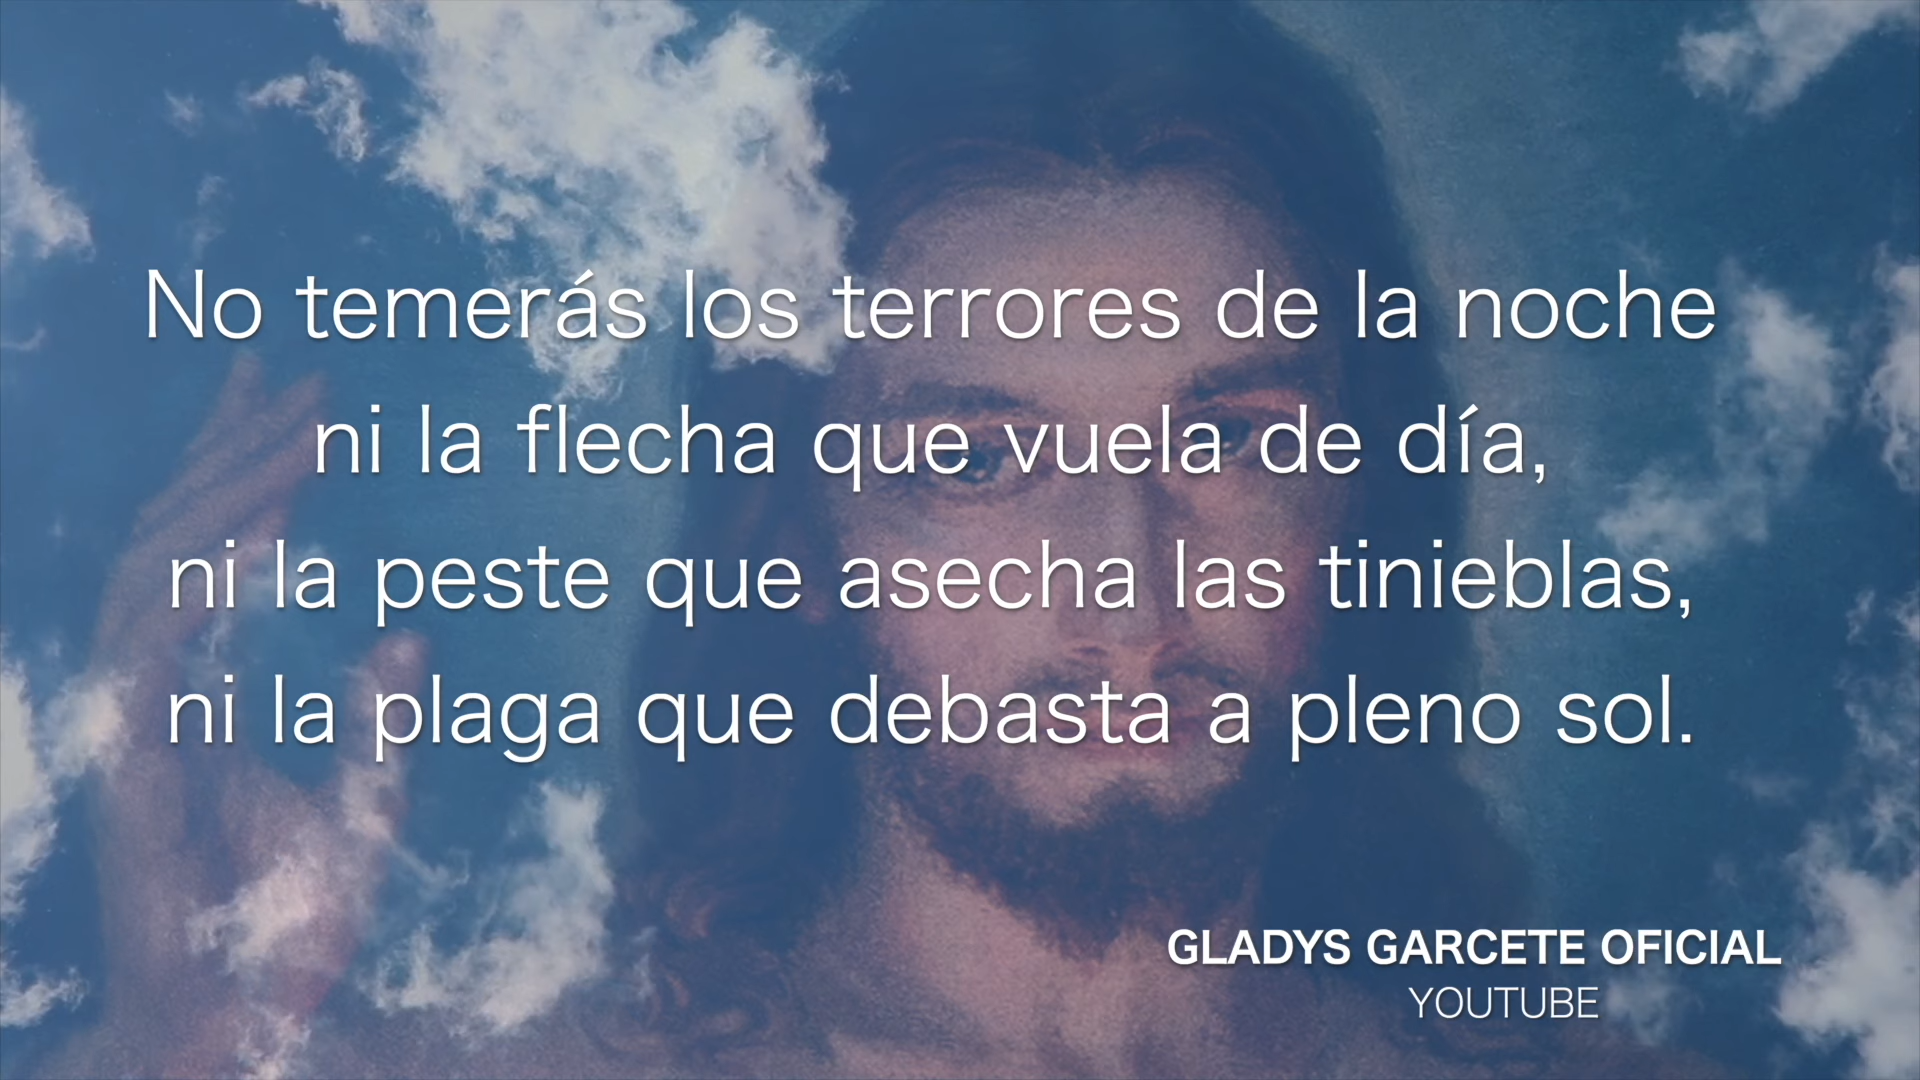 No temerás los terrores de la noche
ni la flecha que vuela de día,
ni la peste que asecha las tinieblas,
ni la plaga que debasta a pleno sol.
GLADYS GARCETE OFICIAL
YOUTUBE